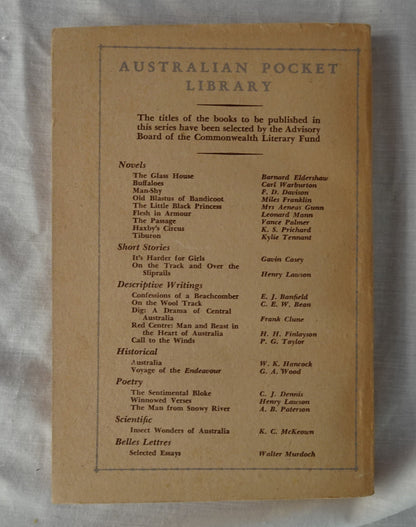 AUSTRALIAN POCKET
LIBRARY
The titles of the books to be published in
this series have been selected by the Advisory
Board of the Commonwealth Literary Fund
Novels
The Glass House Barnard Eldershaw
Buffaloes Carl Warburton
Man-Shy F. D. Davison
Old Blastus of Bandicoot Miles Franklin
The Little Black Princess Mrs Aeneas Gunn
Flesh in Armour Leonard Mann
The Passage Vance Palmer
Haxby's Circus K. S. Prichard
Tiburon Kylie Tennant
Short Stories
It's Harder for Girls Gavin Casey
On the Track and Over the
Sliprails Henry Lawson
Descriptive Writings
Confessions of a Beachcomber E. J. Banfield
On the Wool Track C. E. W. Bean
Dig: A Drama of Central
Australia Frank Clune
Red Centre: Man and Beast in
the Heart of Australia H. H. Finlayson
Call to the Winds P. G. Taylor
Historical
Australia W. K. Hancock
Voyage of the Endeavour G. A. Wood
Poetry
The Sentimental Bloke C. J. Dennis
Winnowed Verses Henry Lawson
The Man from Snowy River A. B. Paterson
Scientific
Insect Wonders of Australia K. C. McKeown
Belles Lettres
Selected Essays Walter Murdoch